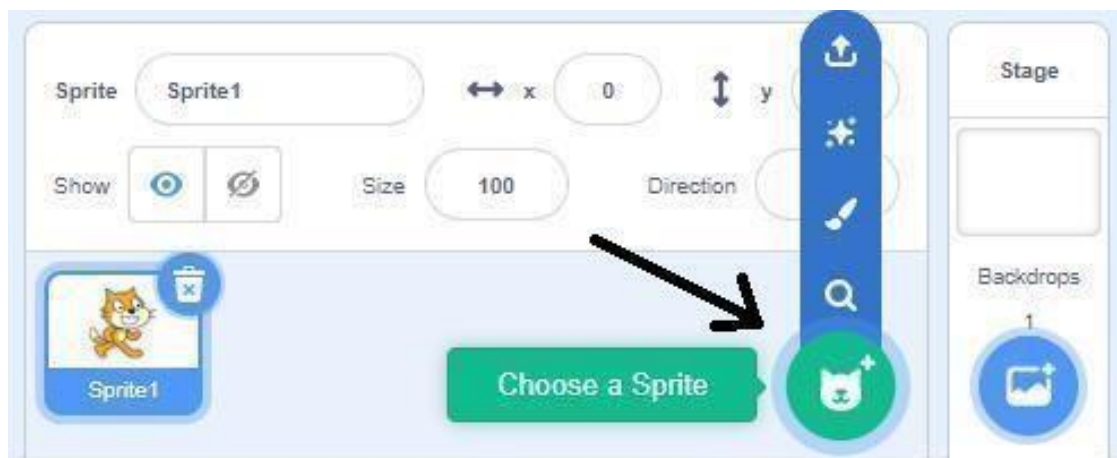 Sprite Sprite1 x 0 y
Stage
Show Size 100 Direction
Backdrops
1
Sprite1
Choose a Sprite